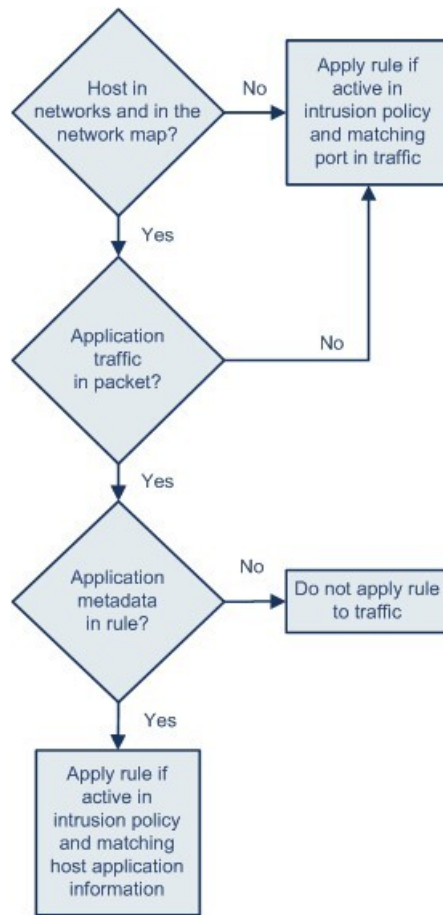 Host in
networks and in the
network map?
No
Apply rule if
active in
intrusion policy
and matching
port in traffic
Yes
Application
traffic
in packet?
No
Yes
Application
metadata
in rule?
No
Do not apply rule
to traffic
Yes
Apply rule if
active in
intrusion policy
and matching
host application
information